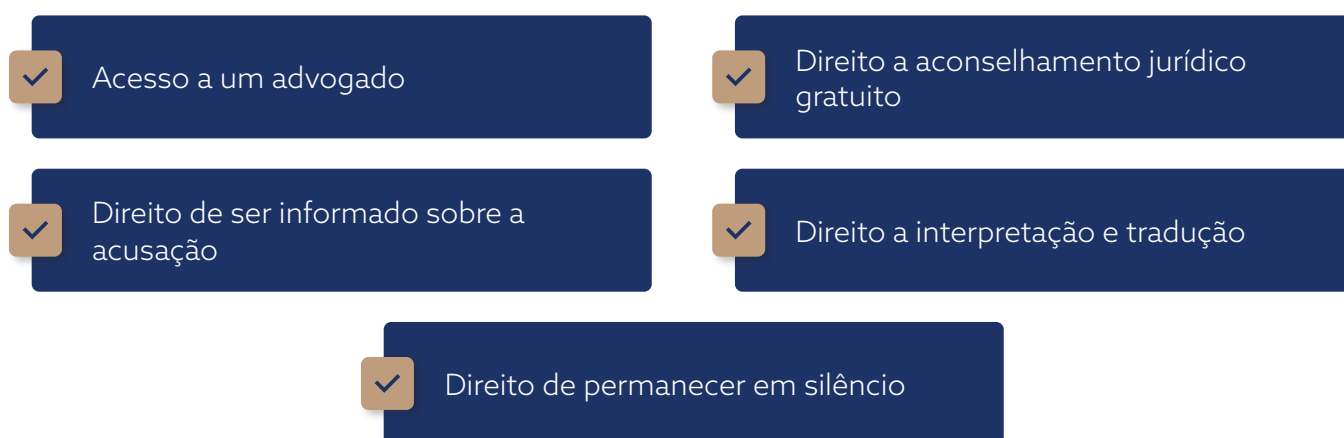 Acesso a um advogado
Direito a aconselhamento jurídico
gratuito
Direito de ser informado sobre a
acusação
Direito a interpretação e tradução
Direito de permanecer em silêncio